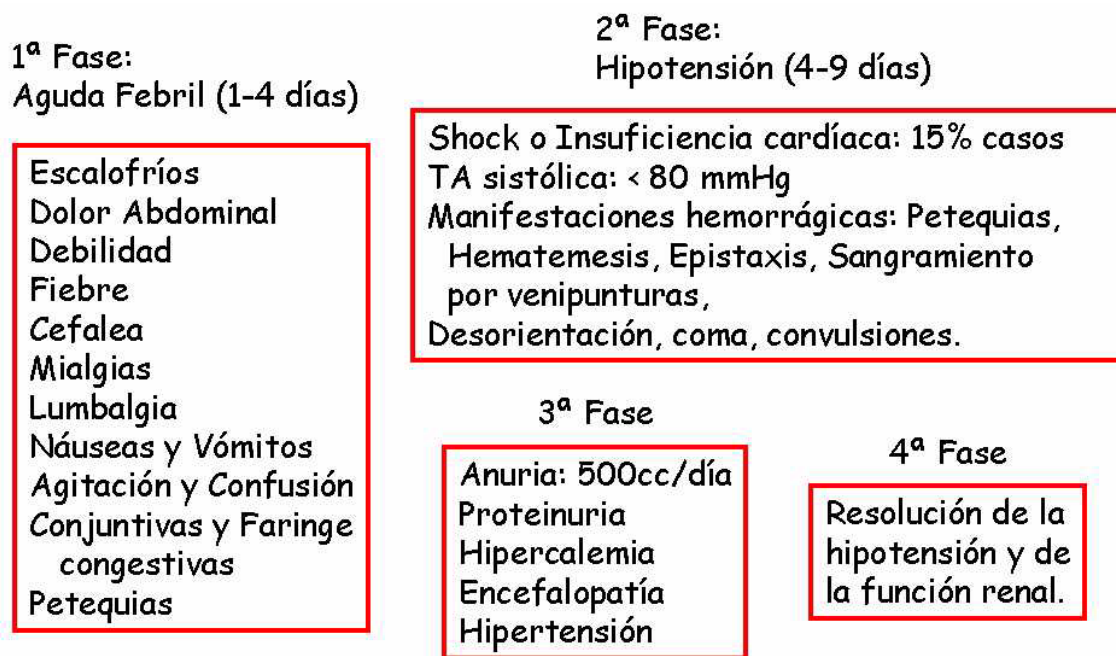 1ª Fase:
Aguda Febril (1-4 días)
Escalofríos
Dolor Abdominal
Debilidad
Fiebre
Cefalea
Mialgias
Lumbalgia
Náuseas y Vómitos
Agitación y Confusión
Conjuntivas y Faringe
congestivas
Petequias
2ª Fase:
Hipotensión (4-9 días)
Shock o Insuficiencia cardíaca: 15% casos
TA sistólica: < 80 mmHg
Manifestaciones hemorrágicas: Petequias,
Hematemesis, Epistaxis, Sangramiento
por venipunturas,
Desorientación, coma, convulsiones.
3ª Fase
Anuria: 500cc/día
Proteinuria
Hipercalemia
Encefalopatía
Hipertensión
4ª Fase
Resolución de la
hipotensión y de
la función renal.